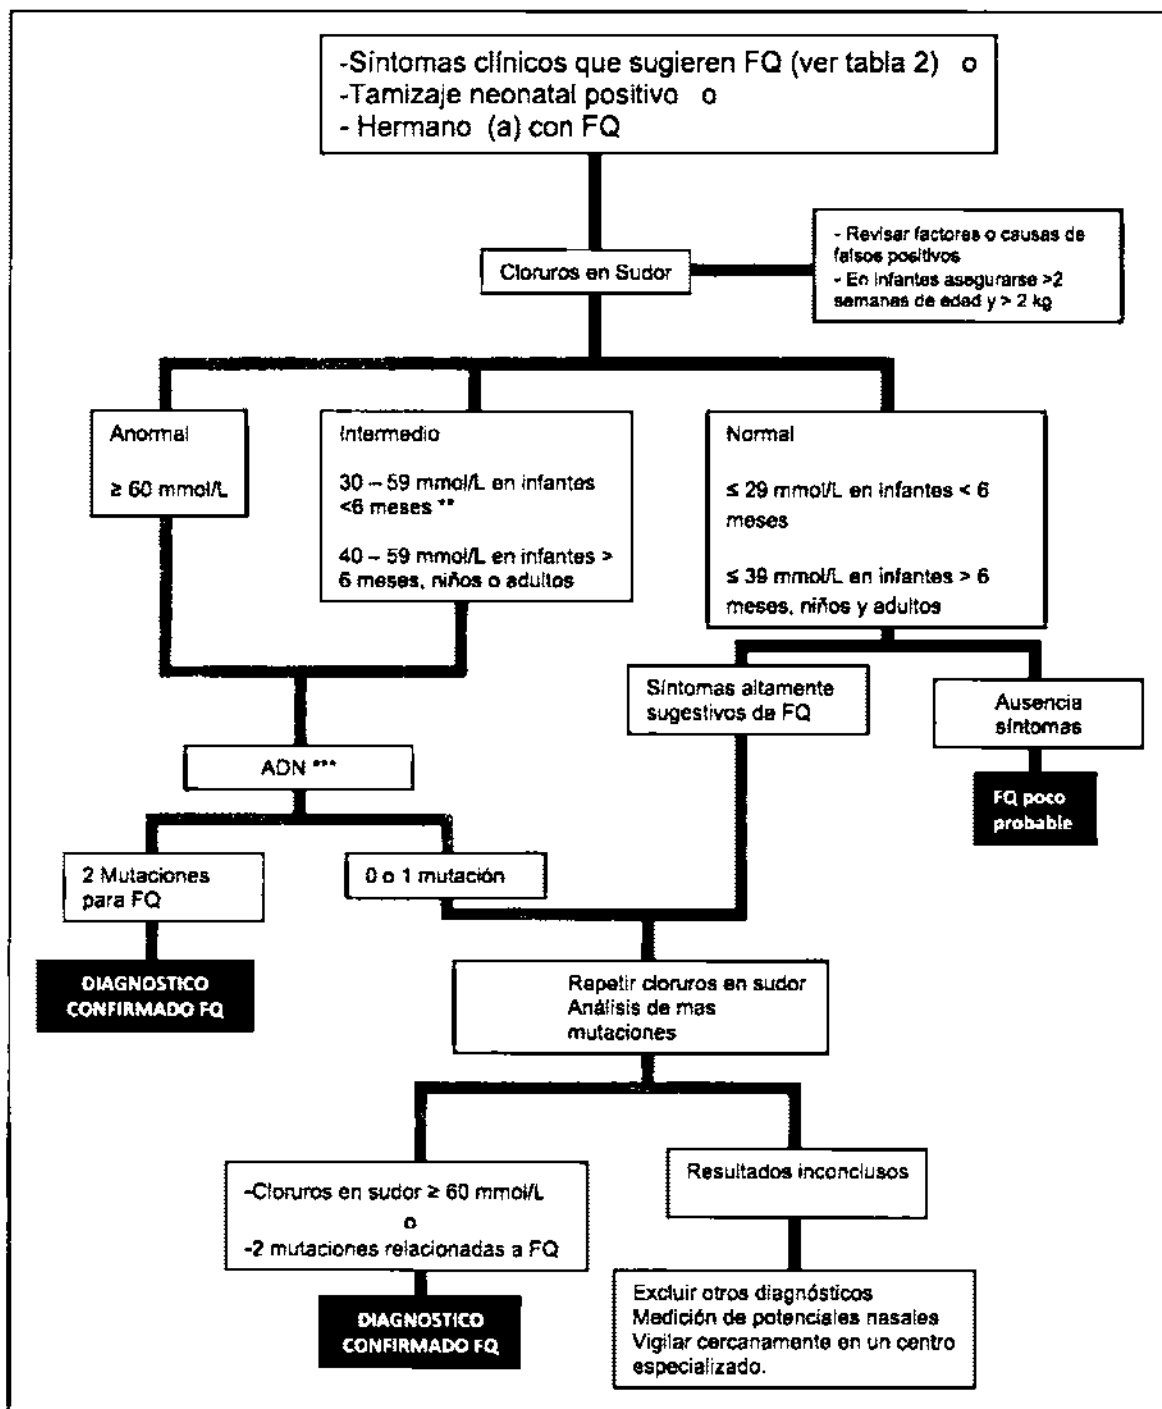 -Síntomas clínicos que sugieren FQ (ver tabla 2)   o
-Tamizaje neonatal positivo   o
- Hermano  (a) con FQ
Cloruros en Sudor
- Revisar factores o causas de
falsos positivos
- En infantes asegurarse >2
semanas de edad y > 2 kg
Anormal
≥ 60 mmol/L
Intermedio
30 – 59 mmol/L en infantes
<6 meses **
40 – 59 mmol/L en infantes >
6 meses, niños o adultos
Normal
≤ 29 mmol/L en infantes < 6
meses
≤ 39 mmol/L en infantes > 6
meses, niños y adultos
Síntomas altamente
sugestivos de FQ
Ausencia
síntomas
ADN ***
FQ poco
probable
2 Mutaciones
para FQ
0 o 1 mutación
DIAGNOSTICO
CONFIRMADO FQ
Repetir cloruros en sudor
Análisis de mas
mutaciones
-Cloruros en sudor ≥ 60 mmol/L
o
-2 mutaciones relacionadas a FQ
Resultados inconclusos
DIAGNOSTICO
CONFIRMADO FQ
Excluir otros diagnósticos
Medición de potenciales nasales
Vigilar cercanamente en un centro
especializado.